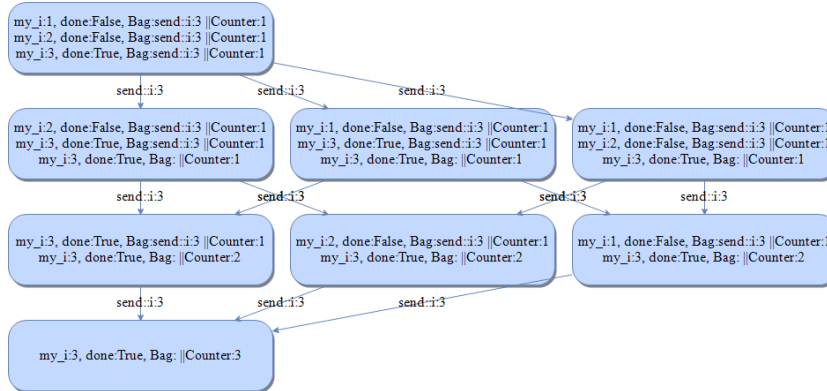 my_i:1, done:False, Bag:send::i:3 ||Counter:1
my_i:2, done:False, Bag:send::i:3 ||Counter:1
my_i:3, done:True, Bag:send::i:3 ||Counter:1
send::i:3
send::i:3
send::i:3
my_i:2, done:False, Bag:send::i:3 ||Counter:1
my_i:3, done:True, Bag:send::i:3 ||Counter:1
my_i:3, done:True, Bag: ||Counter:1
my_i:1, done:False, Bag:send::i:3 ||Counter:1
my_i:3, done:True, Bag:send::i:3 ||Counter:1
my_i:3, done:True, Bag: ||Counter:1
my_i:1, done:False, Bag:send::i:3 ||Counter:1
my_i:2, done:False, Bag:send::i:3 ||Counter:1
my_i:3, done:True, Bag: ||Counter:1
send::i:3
send::i:3
send::i:3
send::i:3
send::i:3
send::i:3
my_i:3, done:True, Bag:send::i:3 ||Counter:1
my_i:3, done:True, Bag: ||Counter:2
my_i:2, done:False, Bag:send::i:3 ||Counter:1
my_i:3, done:True, Bag: ||Counter:2
my_i:1, done:False, Bag:send::i:3 ||Counter:1
my_i:3, done:True, Bag: ||Counter:2
send::i:3
send::i:3
send::i:3
my_i:3, done:True, Bag: ||Counter:3